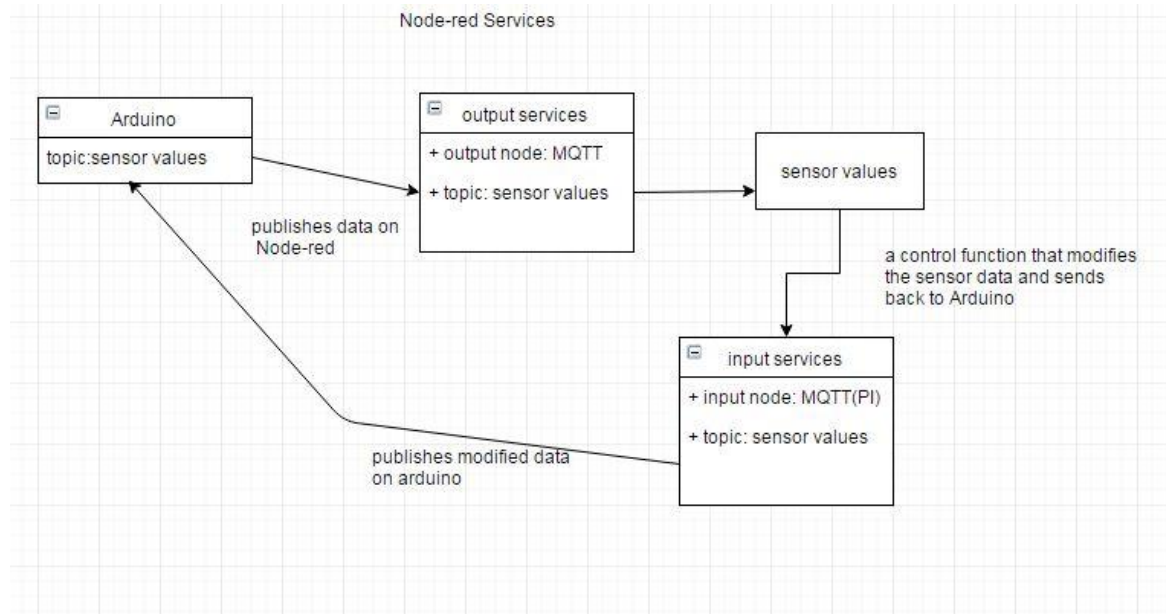 Node-red Services
Arduino
topic:sensor values
publishes data on
Node-red
output services
+ output node: MQTT
+ topic: sensor values
sensor values
a control function that modifies
the sensor data and sends
back to Arduino
input services
+ input node: MQTT(PI)
+ topic: sensor values
publishes modified data
on arduino